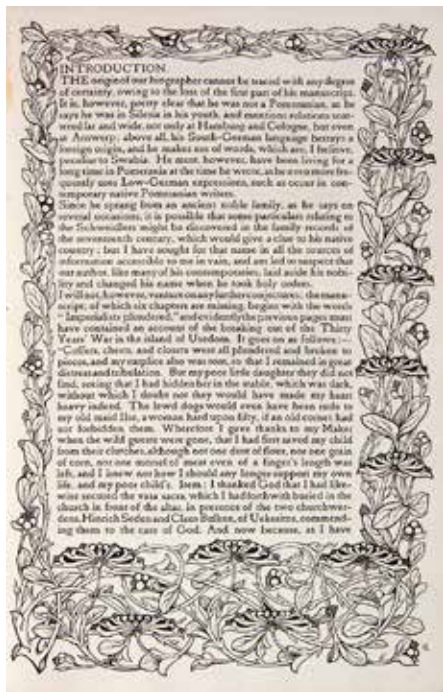 INTRODUCTION.
THE origin of our biographer cannot be traced with any degree
of certainty, owing to the loss of the first part of his manuscript.
It is, however, pretty clear that he was not a Pomeranian, as he
says he was in Silesia in his youth, and mentions relations scat-
tered far and wide, not only at Hamburg and Cologne, but even
at Antwerp; above all, his South-German language betrays a
foreign origin, and he makes use of words, which are, I believe,
peculiar to Swabia. He must, however, have been living for a
long time in Pomerania at the time he wrote, as he even more fre-
quently uses Low-German expressions, such as occur in con-
temporary native Pomeranian writers.
Since he sprang from an ancient noble family, as he says on
several occasions, it is possible that some particulars relating to
the Schweidlers might be discovered in the family records of
the seventeenth century, which would give a clue to his native
country; but I have sought for that name in all the sources of
information accessible to me in vain, and am led to suspect that
our author, like many of his contemporaries, laid aside his nobi-
lity and changed his name when he took holy orders.
I will not, however, venture on any further conjectures; the manu-
script, of which six chapters are missing, begins with the words
"Imperialists plundered," and evidently the previous pages must
have contained an account of the breaking out of the Thirty
Years' War in the island of Usedom. It goes on as follows:—
"Coffers, chests, and closets were all plundered and broken to
pieces, and my surplice also was torn, so that I remained in great
distress and tribulation. But my poor little daughter they did not
find, seeing that I had hidden her in the stable, which was dark,
without which I doubt not they would have made my heart
heavy indeed. The lewd dogs would even have been rude to
my old maid Ilse, a woman hard upon fifty, if an old cornet had
not forbidden them. Wherefore I gave thanks to my Maker
when the wild guests were gone, that I had first saved my child
from their clutches, although not one dust of flour, nor one grain
of corn, nor one morsel of meat even of a finger's length was
left, and I knew not how I should any longer support my own
life, and my poor child's. Item: I thanked God that I had like-
wise secured the vasa sacra, which I had forthwith buried in the
church in front of the altar, in presence of the two churchwar-
dens, Hinrich Seden and Claus Bulken, of Uekeritze, commend-
ing them to the care of God. And now because, as I have